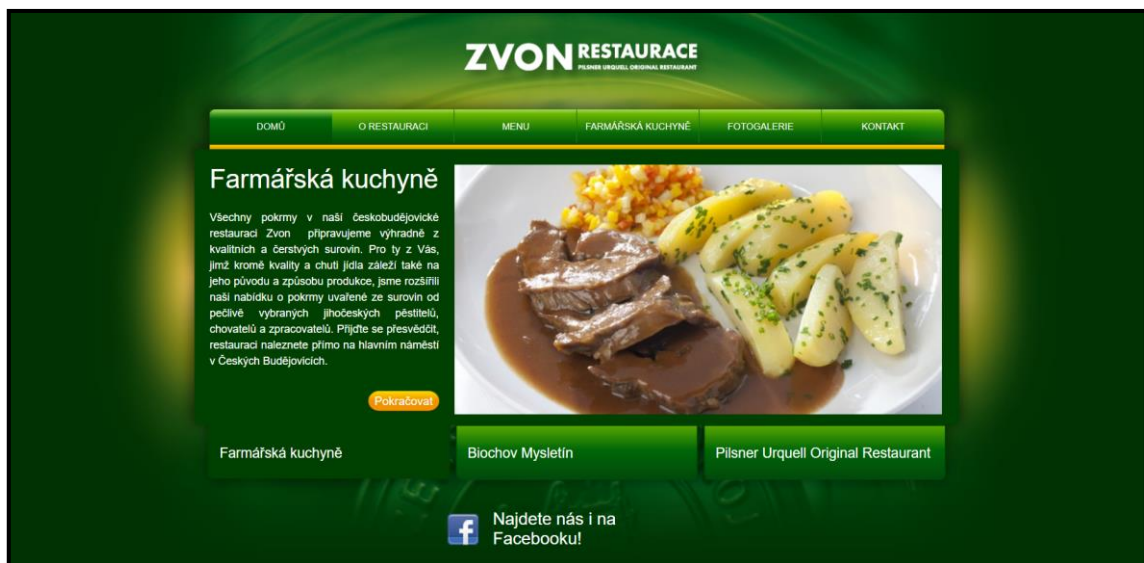 ZVON RESTAURACE
PILSNER URQUELL ORIGINAL RESTAURANT
DOMŮ
O RESTAURACI
MENU
FARMÁŘSKÁ KUCHYNĚ
FOTOGALERIE
KONTAKT
Farmářská kuchyně
Všechny pokrmy v naší českobudějovické
restauraci Zvon připravujeme výhradně z
kvalitních a čerstvých surovin. Pro ty z Vás,
jimž kromě kvality a chuti jídla záleží také na
jeho původu a způsobu produkce, jsme rozšířili
naši nabídku o pokrmy uvařené ze surovin od
pečlivě vybraných jihočeských pěstitelů,
chovatelů a zpracovatelů. Přijďte se přesvědčit,
restauraci naleznete přímo na hlavním náměstí
v Českých Budějovicích.
Pokračovat
Farmářská kuchyně
Biochov Mysletín
Pilsner Urquell Original Restaurant
Najdete nás i na
Facebooku!